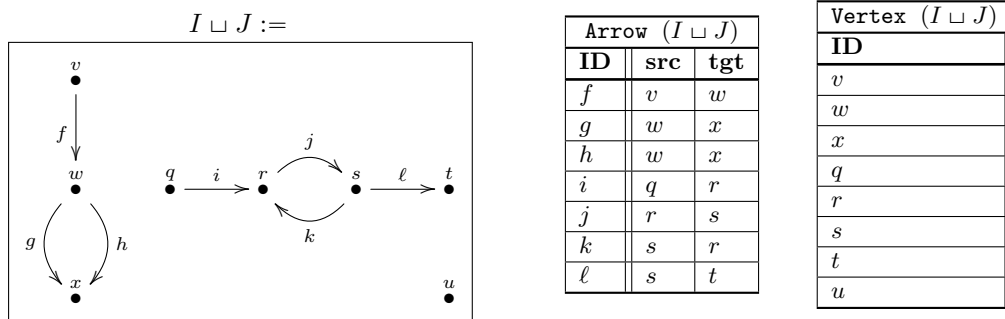 I ⊔ J :=
v
f
w
g
h
x
q
i
r
j
s
k
ℓ
t
u
Arrow (I ⊔ J)
ID src tgt
f v w
g w x
h w x
i q r
j r s
k s r
ℓ s t
Vertex (I ⊔ J)
ID
v
w
x
q
r
s
t
u